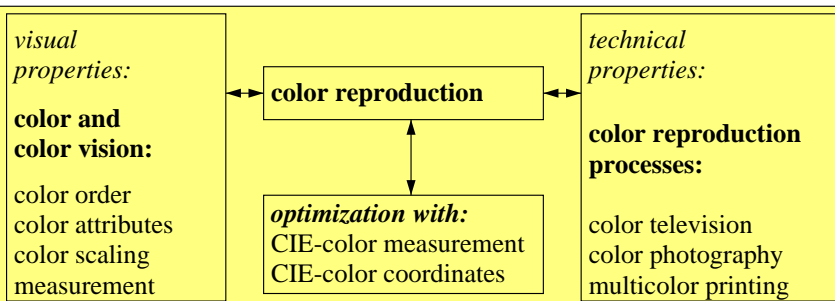 visual
properties:
color and
color vision:
color order
color attributes
color scaling
measurement
color reproduction
optimization with:
CIE-color measurement
CIE-color coordinates
technical
properties:
color reproduction
processes:
color television
color photography
multicolor printing